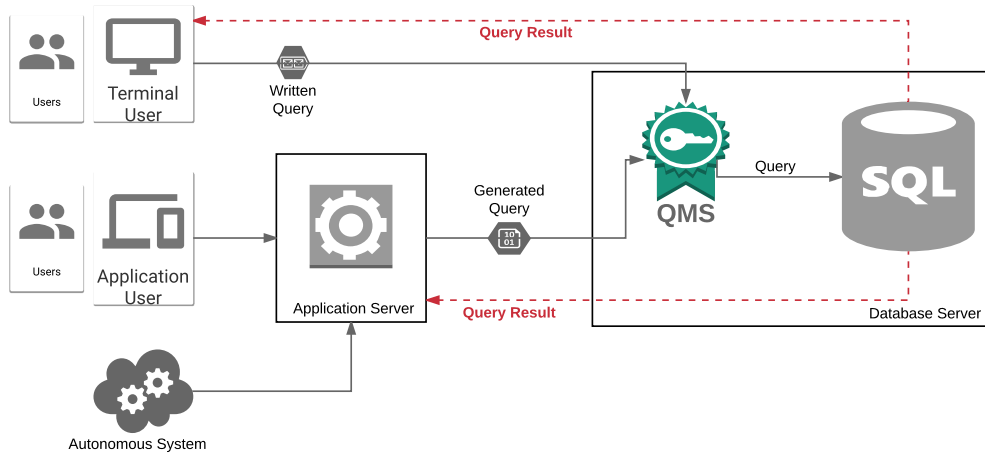 Query Result
Users
Terminal
User
Written
Query
Query
SQL
QMS
Generated
Query
10
01
Users
Application
User
Application Server
Query Result
Database Server
Autonomous System